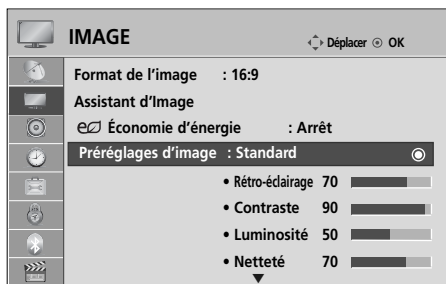 IMAGE
Déplacer OK
Format de l'image : 16:9
Assistant d'Image
Économie d'énergie : Arrêt
Préréglages d'image : Standard
• Rétro-éclairage 70
• Contraste 90
• Luminosité 50
• Netteté 70